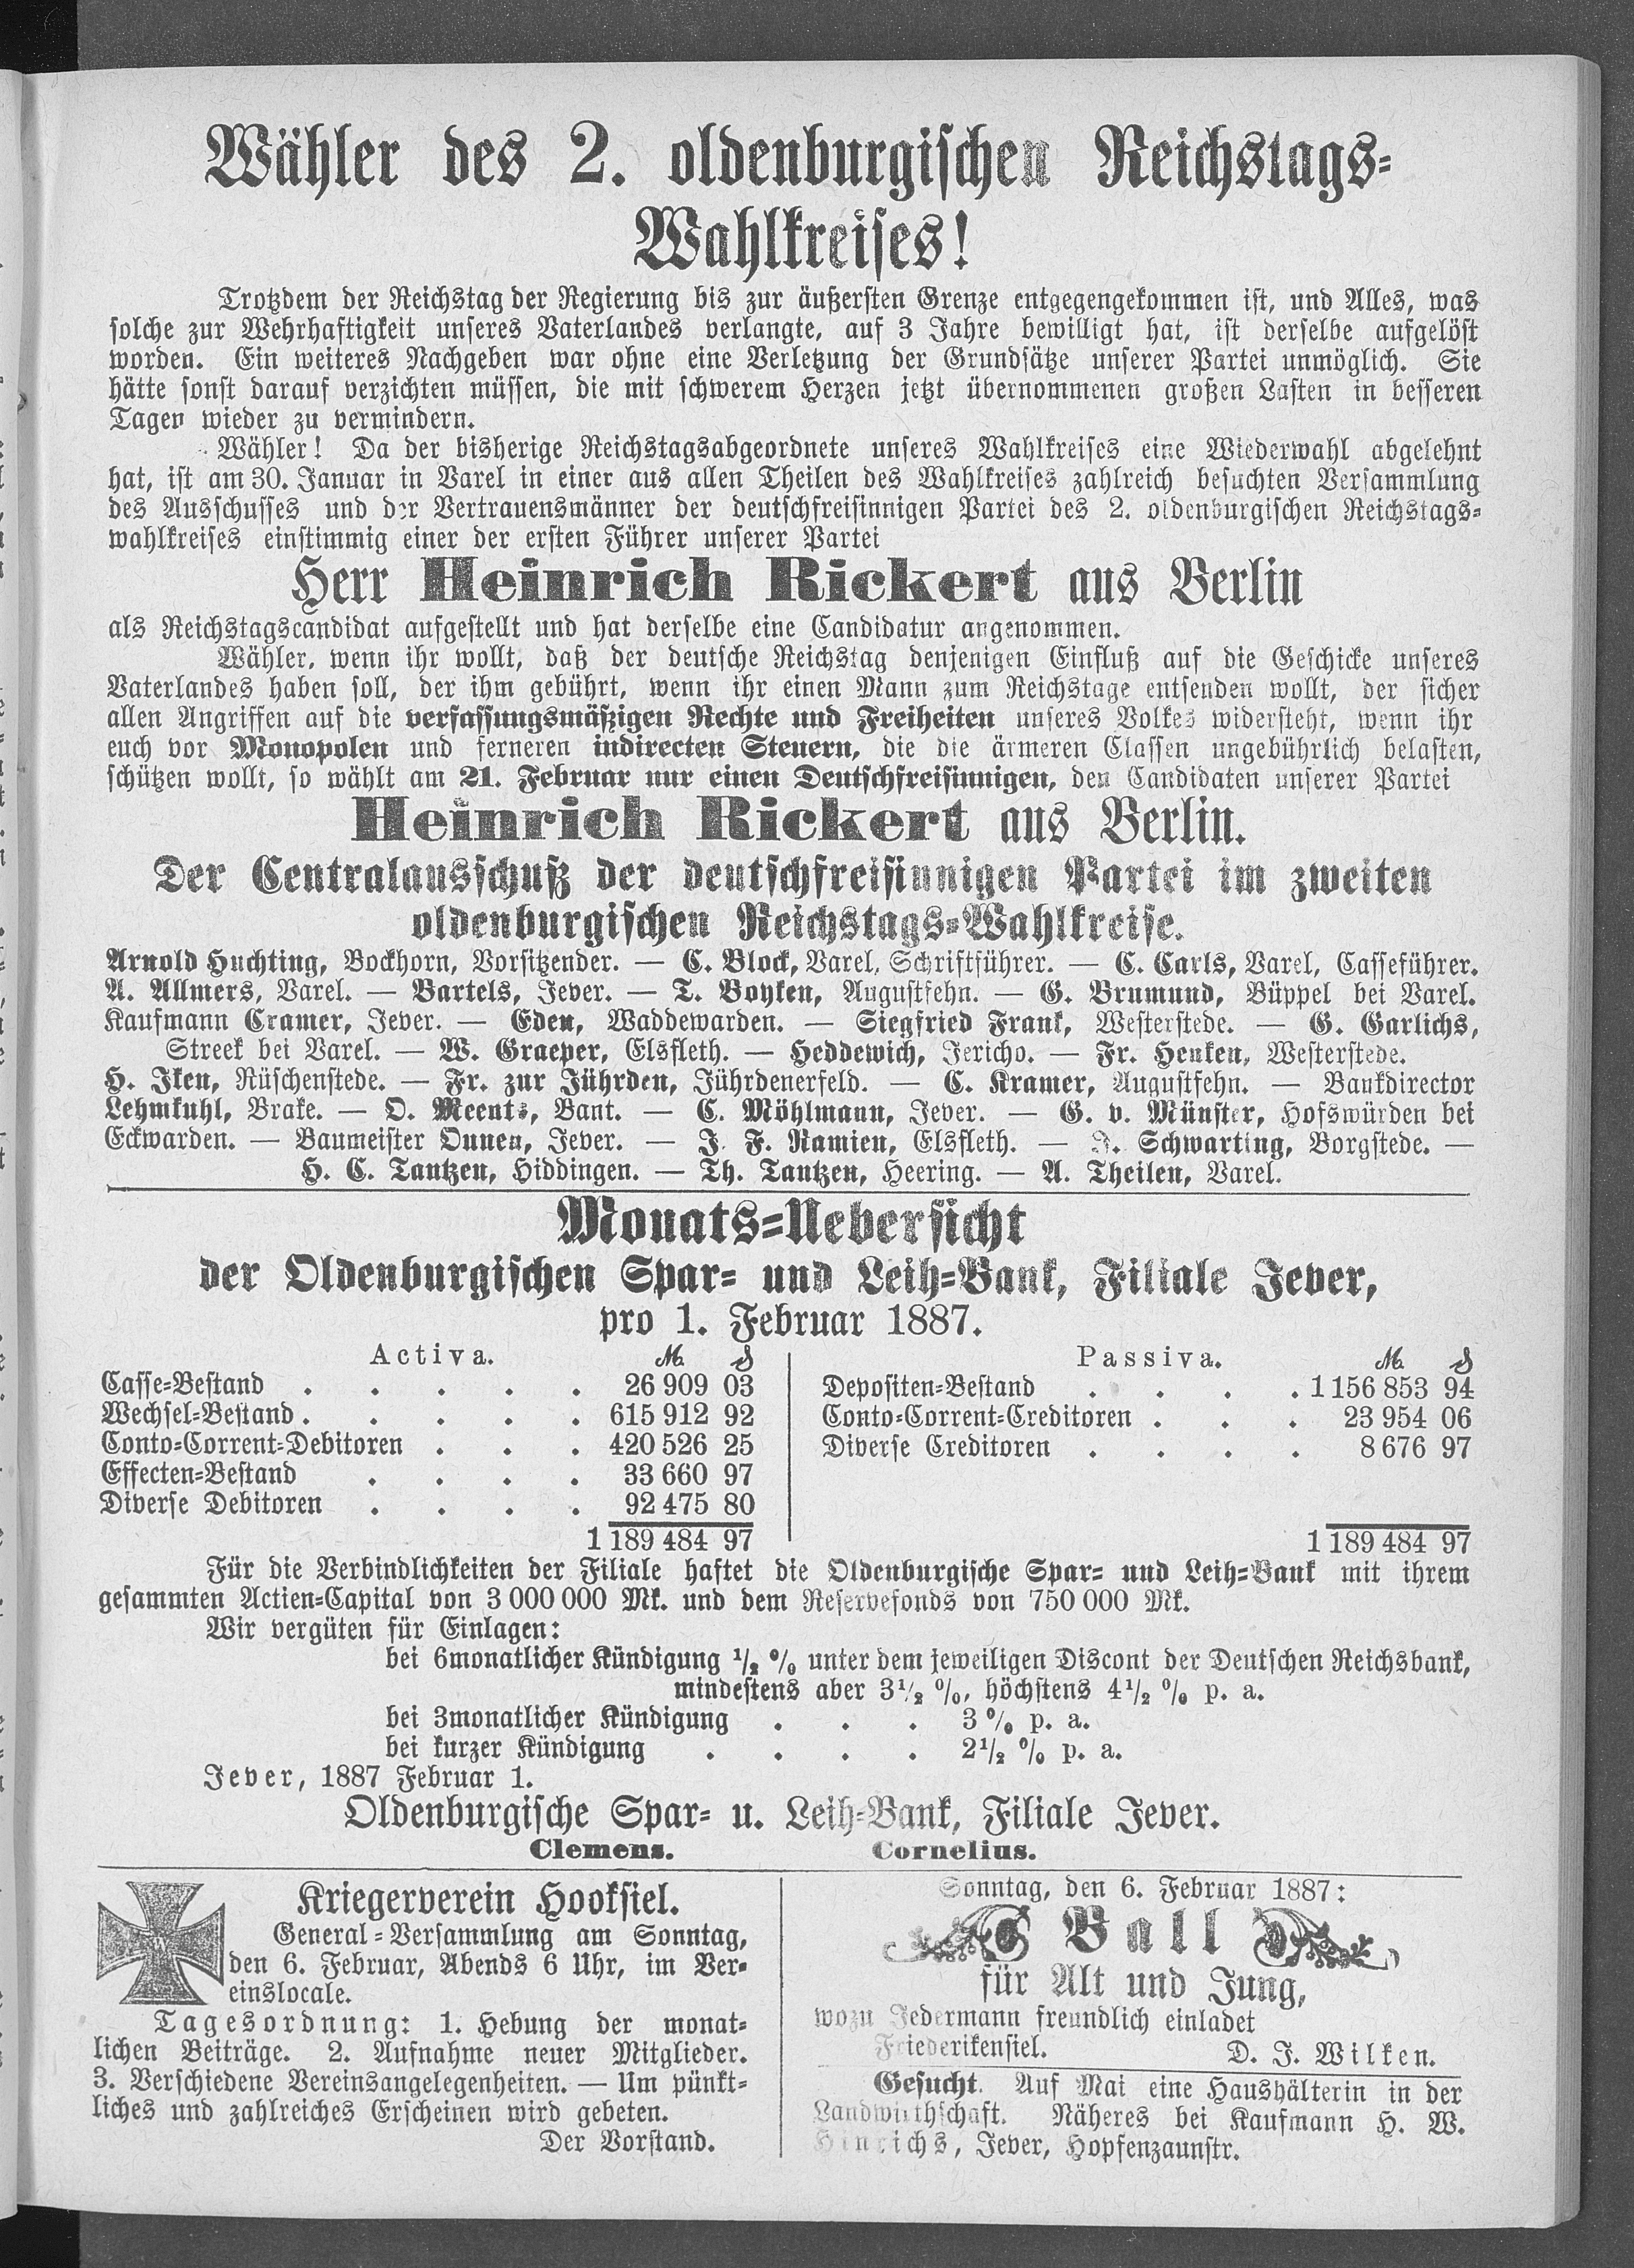 Wähler des 2. oldenburgischen Reichstags-
Wahlkreises!
Trotzdem der Reichstag der Regierung bis zur äußersten Grenze entgegengekommen ist, und Alles, was
solche zur Wehrhaftigkeit unseres Vaterlandes verlangte, auf 3 Jahre bewilligt hat, ist derselbe aufgelöst
worden. Ein weiteres Nachgeben war ohne eine Verletzung der Grundsätze unserer Partei unmöglich. Sie
hätte sonst darauf verzichten müssen, die mit schwerem Herzen jetzt übernommenen großen Lasten in besseren
Tagen wieder zu vermindern.
Wähler! Da der bisherige Reichstagsabgeordnete unseres Wahlkreises eine Wiederwahl abgelehnt
hat, ist am 30. Januar in Varel in einer aus allen Theilen des Wahlkreises zahlreich besuchten Versammlung
des Ausschusses und der Vertrauensmänner der deutschfreisinnigen Partei des 2. oldenburgischen Reichstags-
wahlkreises einstimmig einer der ersten Führer unserer Partei
Herr Heinrich Rickert aus Berlin
als Reichstagscandidat aufgestellt und hat derselbe eine Candidatur angenommen.
Wähler, wenn ihr wollt, daß der deutsche Reichstag denjenigen Einfluß auf die Geschicke unseres
Vaterlandes haben soll, der ihm gebührt, wenn ihr einen Mann zum Reichstage entsenden wollt, der sicher
allen Angriffen auf die verfassungsmäßigen Rechte und Freiheiten unseres Volkes widersteht, wenn ihr
euch vor Monopolen und ferneren indirecten Steuern, die die ärmeren Classen ungebührlich belasten,
schützen wollt, so wählt am 21. Februar nur einen Deutschfreisinnigen, den Candidaten unserer Partei
Heinrich Rickert aus Berlin.
Der Centralausschuß der deutschfreisinnigen Partei im zweiten
oldenburgischen Reichstags-Wahlkreise.
Arnold Huchting, Bockhorn, Vorsitzender. — C. Block, Varel, Schriftführer. — C. Carls, Varel, Casseführer.
A. Allmers, Varel. — Bartels, Jever. — T. Boyken, Augustfehn. — G. Brumund, Büppel bei Varel.
Kaufmann Cramer, Jever. — Eden, Waddewarden. — Siegfried Frank, Westerstede. — G. Garlichs,
Streek bei Varel. — W. Graeper, Elsfleth. — Heddewich, Jericho. — Fr. Henken, Westerstede.
H. Iken, Rüschenstede. — Fr. zur Jührden, Jührdenerfeld. — C. Kramer, Augustfehn. — Bankdirector
Lehmkuhl, Brake. — O. Meents, Bant. — C. Möhlmann, Jever. — G. v. Münster, Hofswürden bei
Eckwarden. — Baumeister Onnen, Jever. — J. F. Ramien, Elsfleth. — Schwarting, Borgstede. —
H. C. Tantzen, Hiddingen. — Th. Tantzen, Heering. — A. Theilen, Varel.
Monats-Uebersicht
der Oldenburgischen Spar- und Leih-Bank, Filiale Jever,
pro 1. Februar 1887.
Activa. M. ₰
Casse-Bestand . . . . . 26 909 03
Wechsel-Bestand . . . . . 615 912 92
Conto-Corrent-Debitoren . . . 420 526 25
Effecten-Bestand . . . . 33 660 97
Diverse Debitoren . . . . 92 475 80
1 189 484 97
Passiva. M. ₰
Depositen-Bestand . . . . 1 156 853 94
Conto-Corrent-Creditoren . . . 23 954 06
Diverse Creditoren . . . . 8 676 97
1 189 484 97
Für die Verbindlichkeiten der Filiale haftet die Oldenburgische Spar- und Leih-Bank mit ihrem
gesammten Actien-Capital von 3 000 000 Mk. und dem Reservefonds von 750 000 Mk.
Wir vergüten für Einlagen:
bei 6monatlicher Kündigung 1/2 % unter dem jeweiligen Discont der Deutschen Reichsbank,
mindestens aber 3 1/2 %, höchstens 4 1/2 % p. a.
bei 3monatlicher Kündigung . . . 3 % p. a.
bei kurzer Kündigung . . . . 2 1/2 % p. a.
Jever, 1887 Februar 1.
Oldenburgische Spar- u. Leih-Bank, Filiale Jever.
Clemens. Cornelius.
W
Kriegerverein Hooksiel.
General-Versammlung am Sonntag,
den 6. Februar, Abends 6 Uhr, im Ver-
einslocale.
Tagesordnung: 1. Hebung der monat-
lichen Beiträge. 2. Aufnahme neuer Mitglieder.
3. Verschiedene Vereinsangelegenheiten. — Um pünkt-
liches und zahlreiches Erscheinen wird gebeten.
Der Vorstand.
Sonntag, den 6. Februar 1887:
Ball
für Alt und Jung,
wozu Jedermann freundlich einladet
Friederikensiel. D. J. Wilken.
Gesucht. Auf Mai eine Haushälterin in der
Landwirthschaft. Näheres bei Kaufmann H. W.
Hinrichs, Jever, Hopfenzaunstr.